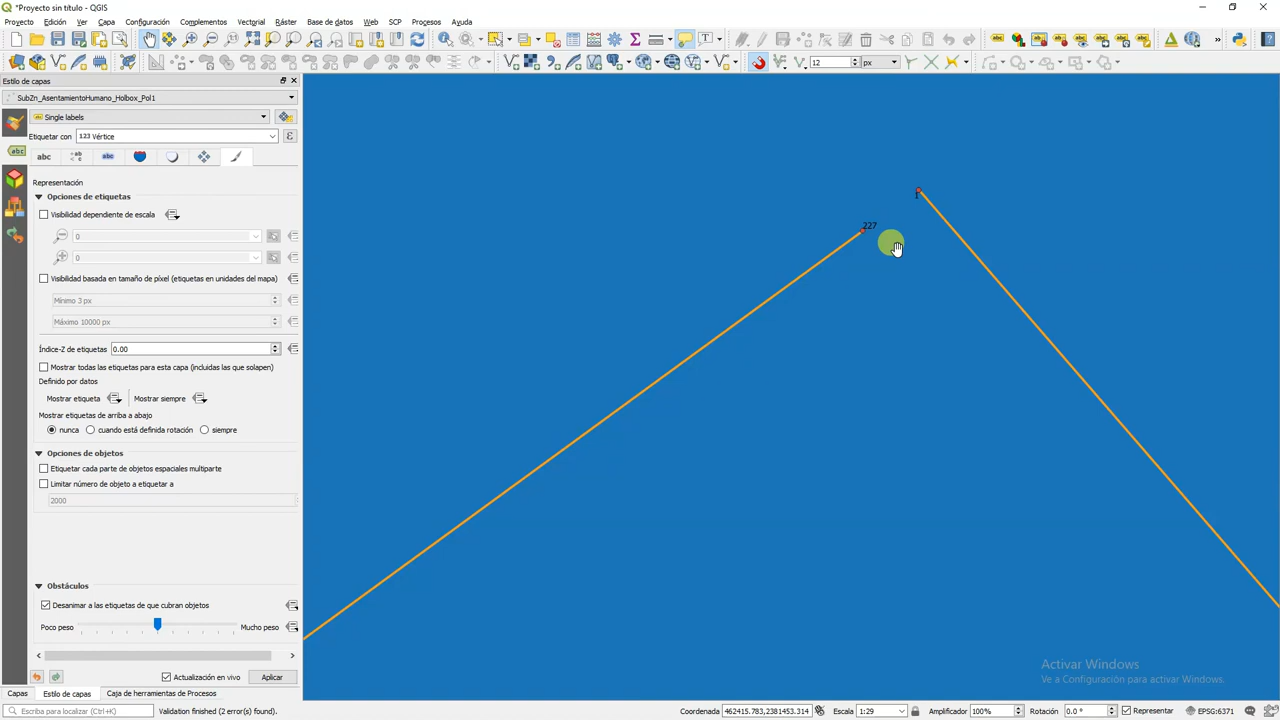 *Proyecto sin título - QGIS
Proyecto Edición Ver Capa Configuración Complementos Vectorial Ráster Base de datos Web SCP Procesos Ayuda
12 px
Estilo de capas
SubZn_AsentamientoHumano_Holbox_Pol1
Single labels
Etiquetar con 123 Vértice
Representación
Opciones de etiquetas
Visibilidad dependiente de escala
0
0
Visibilidad basada en tamaño de píxel (etiquetas en unidades del mapa)
Mínimo 3 px
Máximo 10000 px
Índice-Z de etiquetas 0.00
Mostrar todas las etiquetas para esta capa (incluidas las que solapen)
Definido por datos
Mostrar etiqueta Mostrar siempre
Mostrar etiquetas de arriba a abajo
nunca cuando está definida rotación siempre
Opciones de objetos
Etiquetar cada parte de objetos espaciales multiparte
Limitar número de objeto a etiquetar a
2000
Obstáculos
Desanimar a las etiquetas de que cubran objetos
Poco peso Mucho peso
Actualización en vivo Aplicar
Capas Estilo de capas Caja de herramientas de Procesos
227
1
Activar Windows
Ve a Configuración para activar Windows.
Escriba para localizar (Ctrl+K) Validation finished (2 error(s) found). Coordenada 462415.783,2381453.314 Escala 1:29 Amplificador 100% Rotación 0.0 ° Representar EPSG:6371